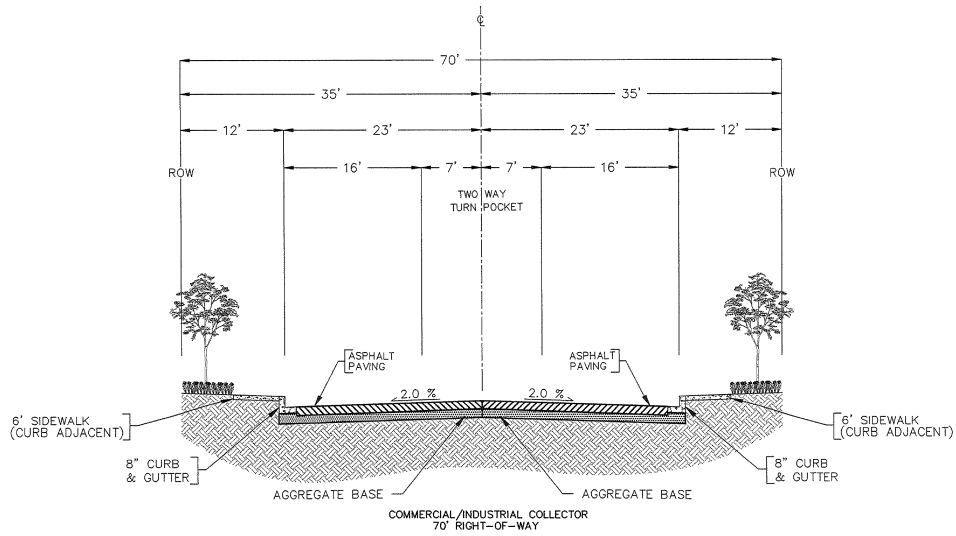 ℄
70'
35' 35'
12' 23' 23' 12'
16' 7' 7' 16'
ROW ROW
TWO WAY
TURN POCKET
ASPHALT
PAVING
ASPHALT
PAVING
2.0 % 2.0 %
6' SIDEWALK
(CURB ADJACENT)
6' SIDEWALK
(CURB ADJACENT)
8" CURB
& GUTTER
8" CURB
& GUTTER
AGGREGATE BASE AGGREGATE BASE
COMMERCIAL/INDUSTRIAL COLLECTOR
70' RIGHT-OF-WAY